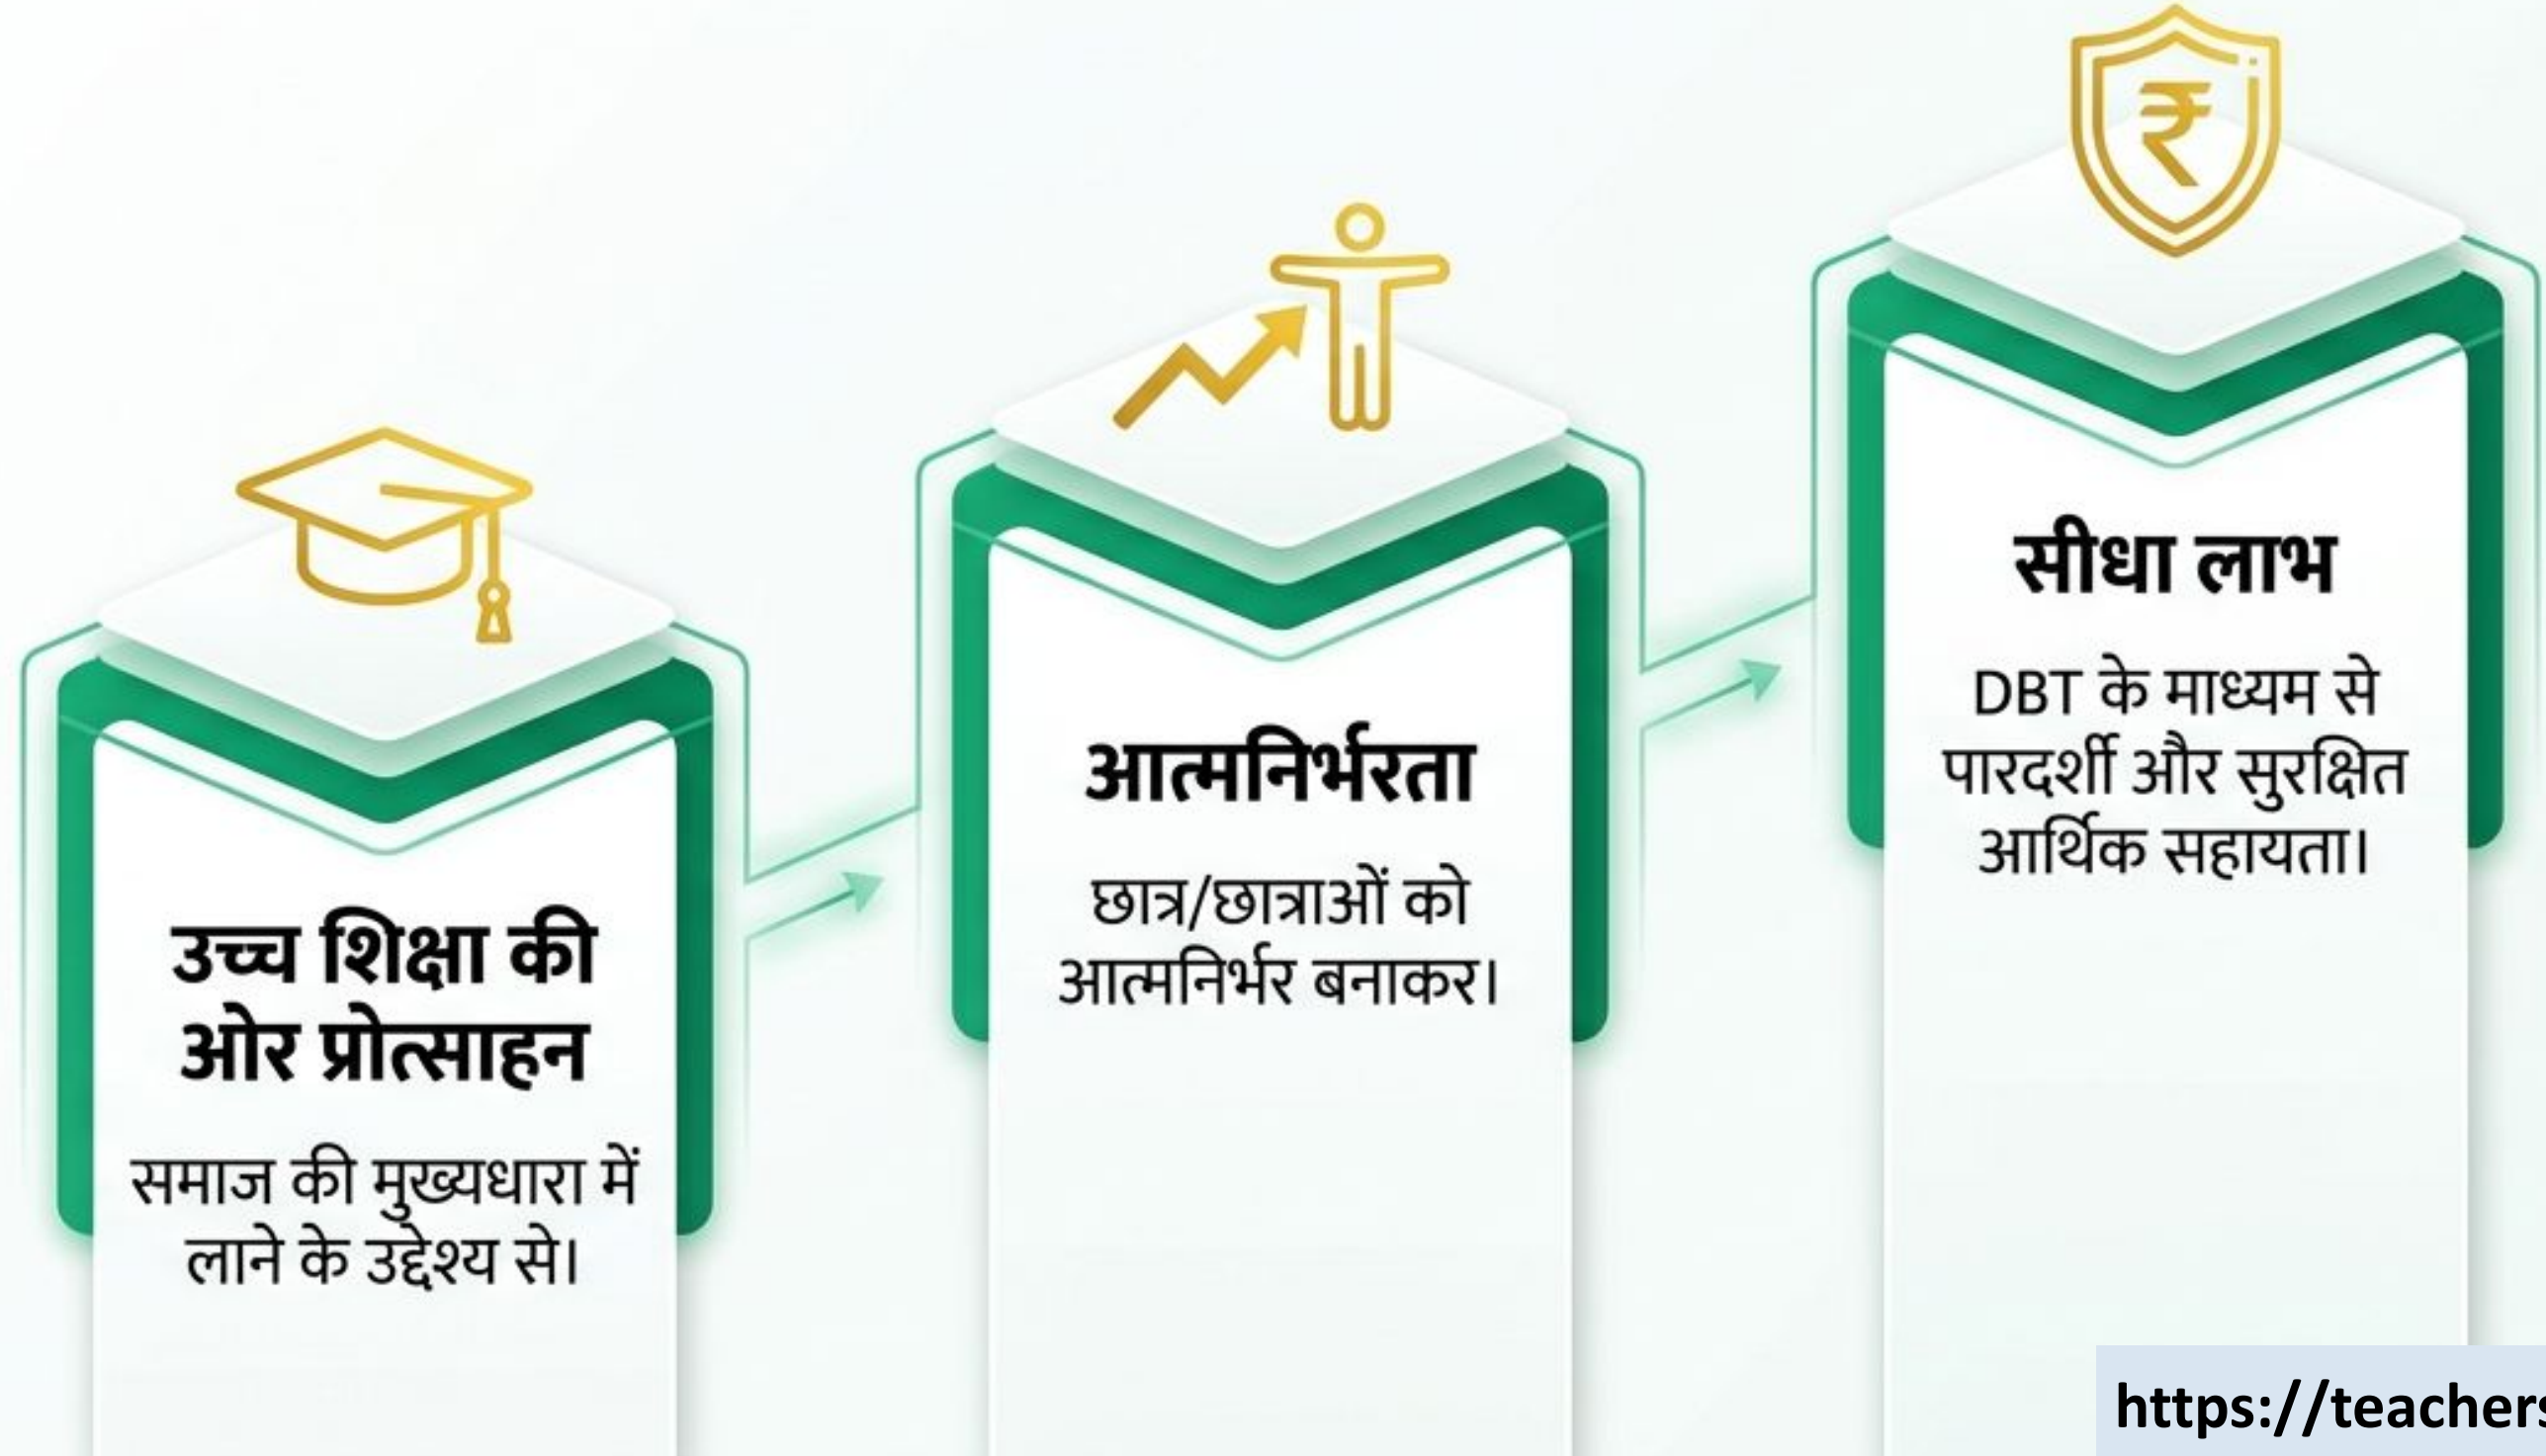 उच्च शिक्षा की
ओर प्रोत्साहन
समाज की मुख्यधारा में
लाने के उद्देश्य से।
आत्मनिर्भरता
छात्र/छात्राओं को
आत्मनिर्भर बनाकर।
₹
सीधा लाभ
DBT के माध्यम से
पारदर्शी और सुरक्षित
आर्थिक सहायता।
https://teachers